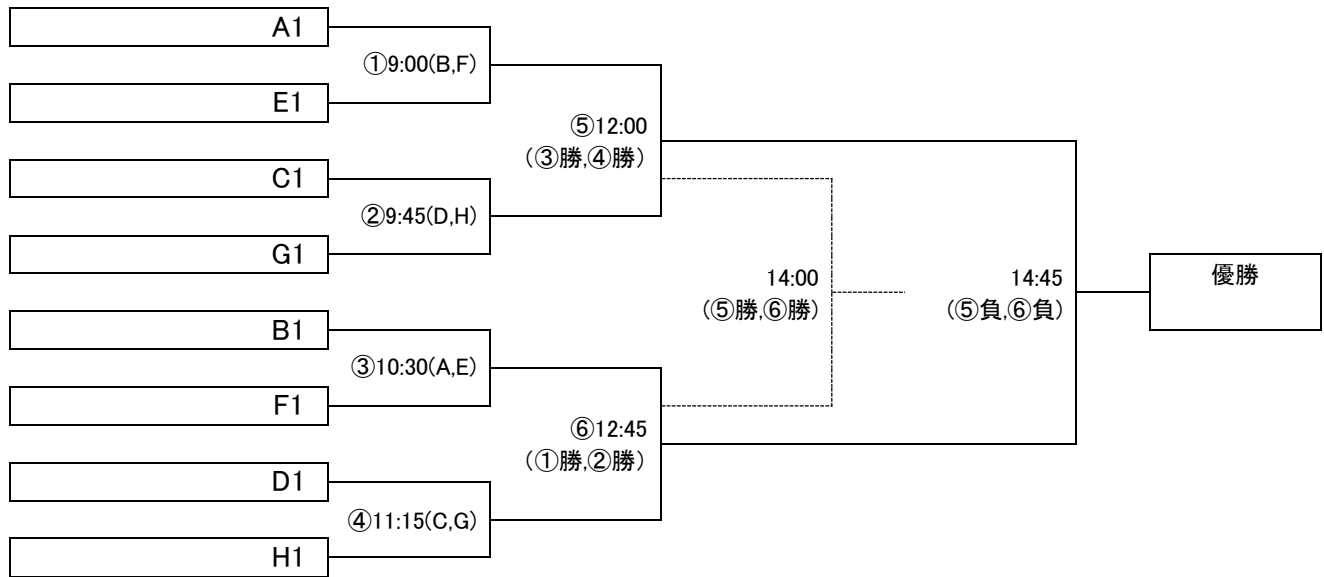 A1
①9:00(B,F)
E1
⑤12:00
(③勝,④勝)
C1
②9:45(D,H)
G1
14:00
(⑤勝,⑥勝)
14:45
(⑤負,⑥負)
優勝
B1
③10:30(A,E)
F1
⑥12:45
(①勝,②勝)
D1
④11:15(C,G)
H1